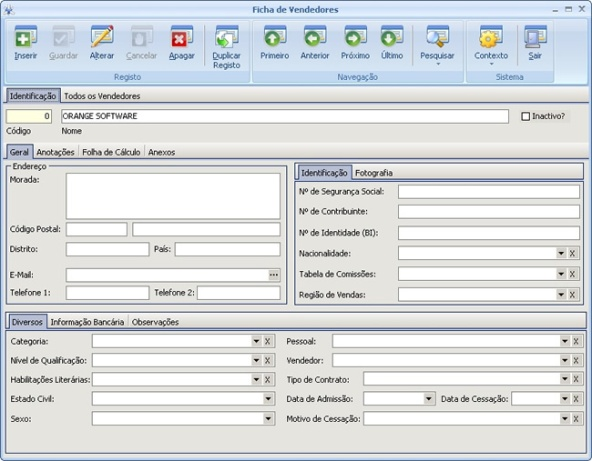 Ficha de Vendedores
Inserir Guardar Alterar Cancelar Apagar Duplicar Registo Primeiro Anterior Próximo Último Pesquisar Contexto Sair
Registo Navegação Sistema
Identificação Todos os Vendedores
0 ORANGE SOFTWARE Inactivo?
Código Nome
Geral Anotações Folha de Cálculo Anexos
Endereço
Identificação Fotografia
Morada:
Nº de Segurança Social:
Nº de Contribuinte:
Código Postal:
Nº de Identidade (BI):
Distrito: País:
Nacionalidade: X
E-Mail: ...
Tabela de Comissões: X
Telefone 1: Telefone 2:
Região de Vendas: X
Diversos Informação Bancária Observações
Categoria: X Pessoal: X
Nível de Qualificação: X Vendedor: X
Habilitações Literárias: X Tipo de Contrato: X
Estado Civil: Data de Admissão: Data de Cessação: X
Sexo: Motivo de Cessação: X